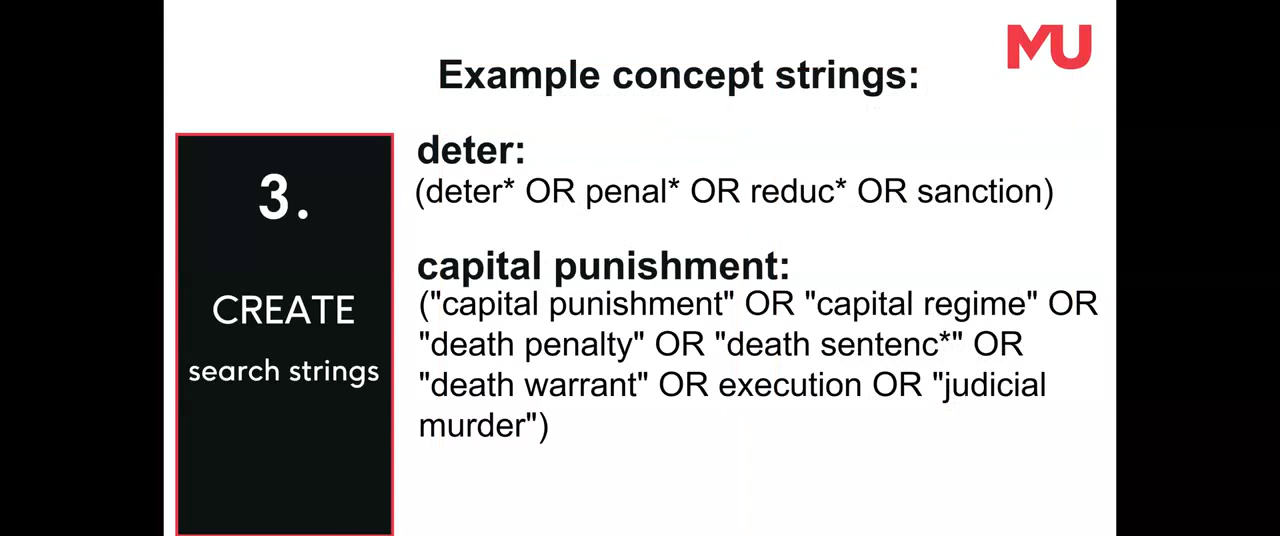 MU
Example concept strings:
3.
CREATE
search strings
deter:
(deter* OR penal* OR reduc* OR sanction)
capital punishment:
("capital punishment" OR "capital regime" OR
"death penalty" OR "death sentenc*" OR
"death warrant" OR execution OR "judicial
murder")